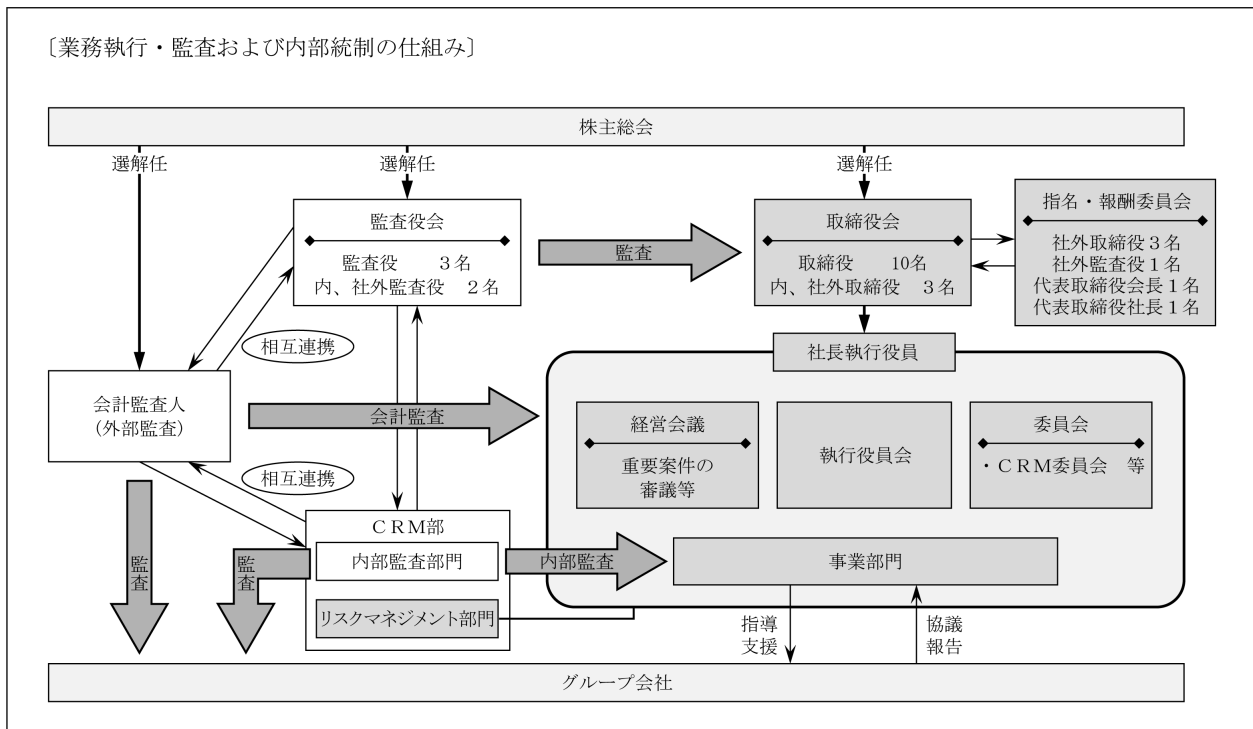 〔業務執行・監査および内部統制の仕組み〕
株主総会
選解任
選解任
選解任
監査役会
監査役　3名
内、社外監査役　2名
監査
取締役会
取締役　10名
内、社外取締役　3名
指名・報酬委員会
社外取締役3名
社外監査役1名
代表取締役会長1名
代表取締役社長1名
相互連携
社長執行役員
会計監査人
（外部監査）
会計監査
経営会議
重要案件の
審議等
執行役員会
委員会
・CRM委員会　等
相互連携
CRM部
内部監査部門
内部監査
事業部門
監査
監査
リスクマネジメント部門
指導
支援
協議
報告
グループ会社